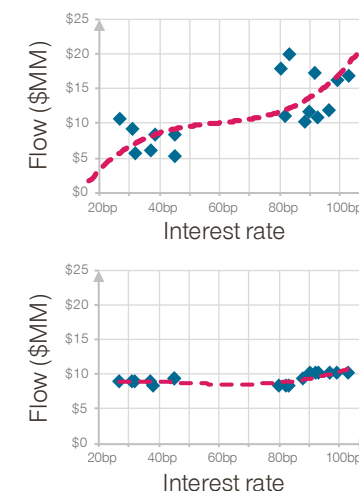 $25
$20
$15
$10
$5
$0
Flow ($MM)
20bp 40bp 60bp 80bp 100bp
Interest rate
$25
$20
$15
$10
$5
$0
Flow ($MM)
20bp 40bp 60bp 80bp 100bp
Interest rate